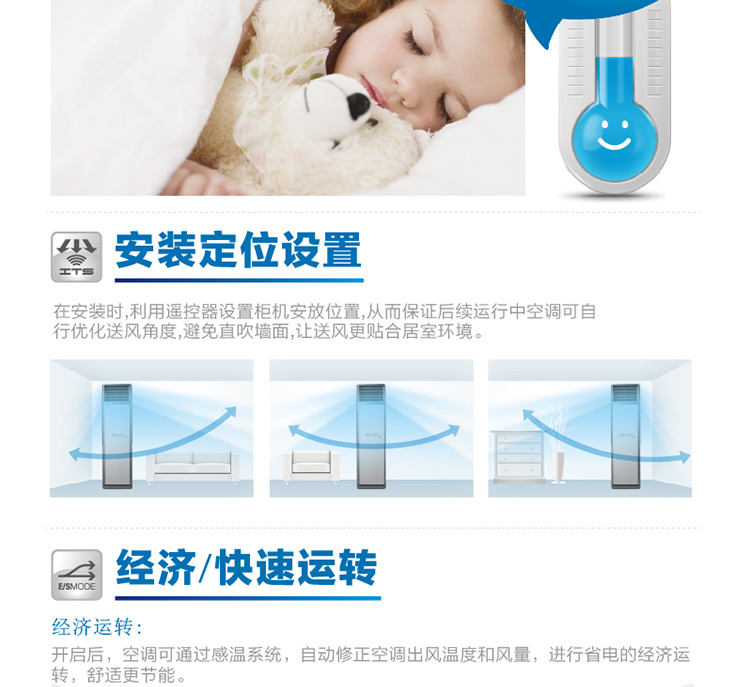 ITS
安装定位设置
在安装时,利用遥控器设置柜机安放位置,从而保证后续运行中空调可自
行优化送风角度,避免直吹墙面,让送风更贴合居室环境。
E/SMODE
经济/快速运转
经济运转:
开启后，空调可通过感温系统，自动修正空调出风温度和风量，进行省电的经济运
转，舒适更节能。